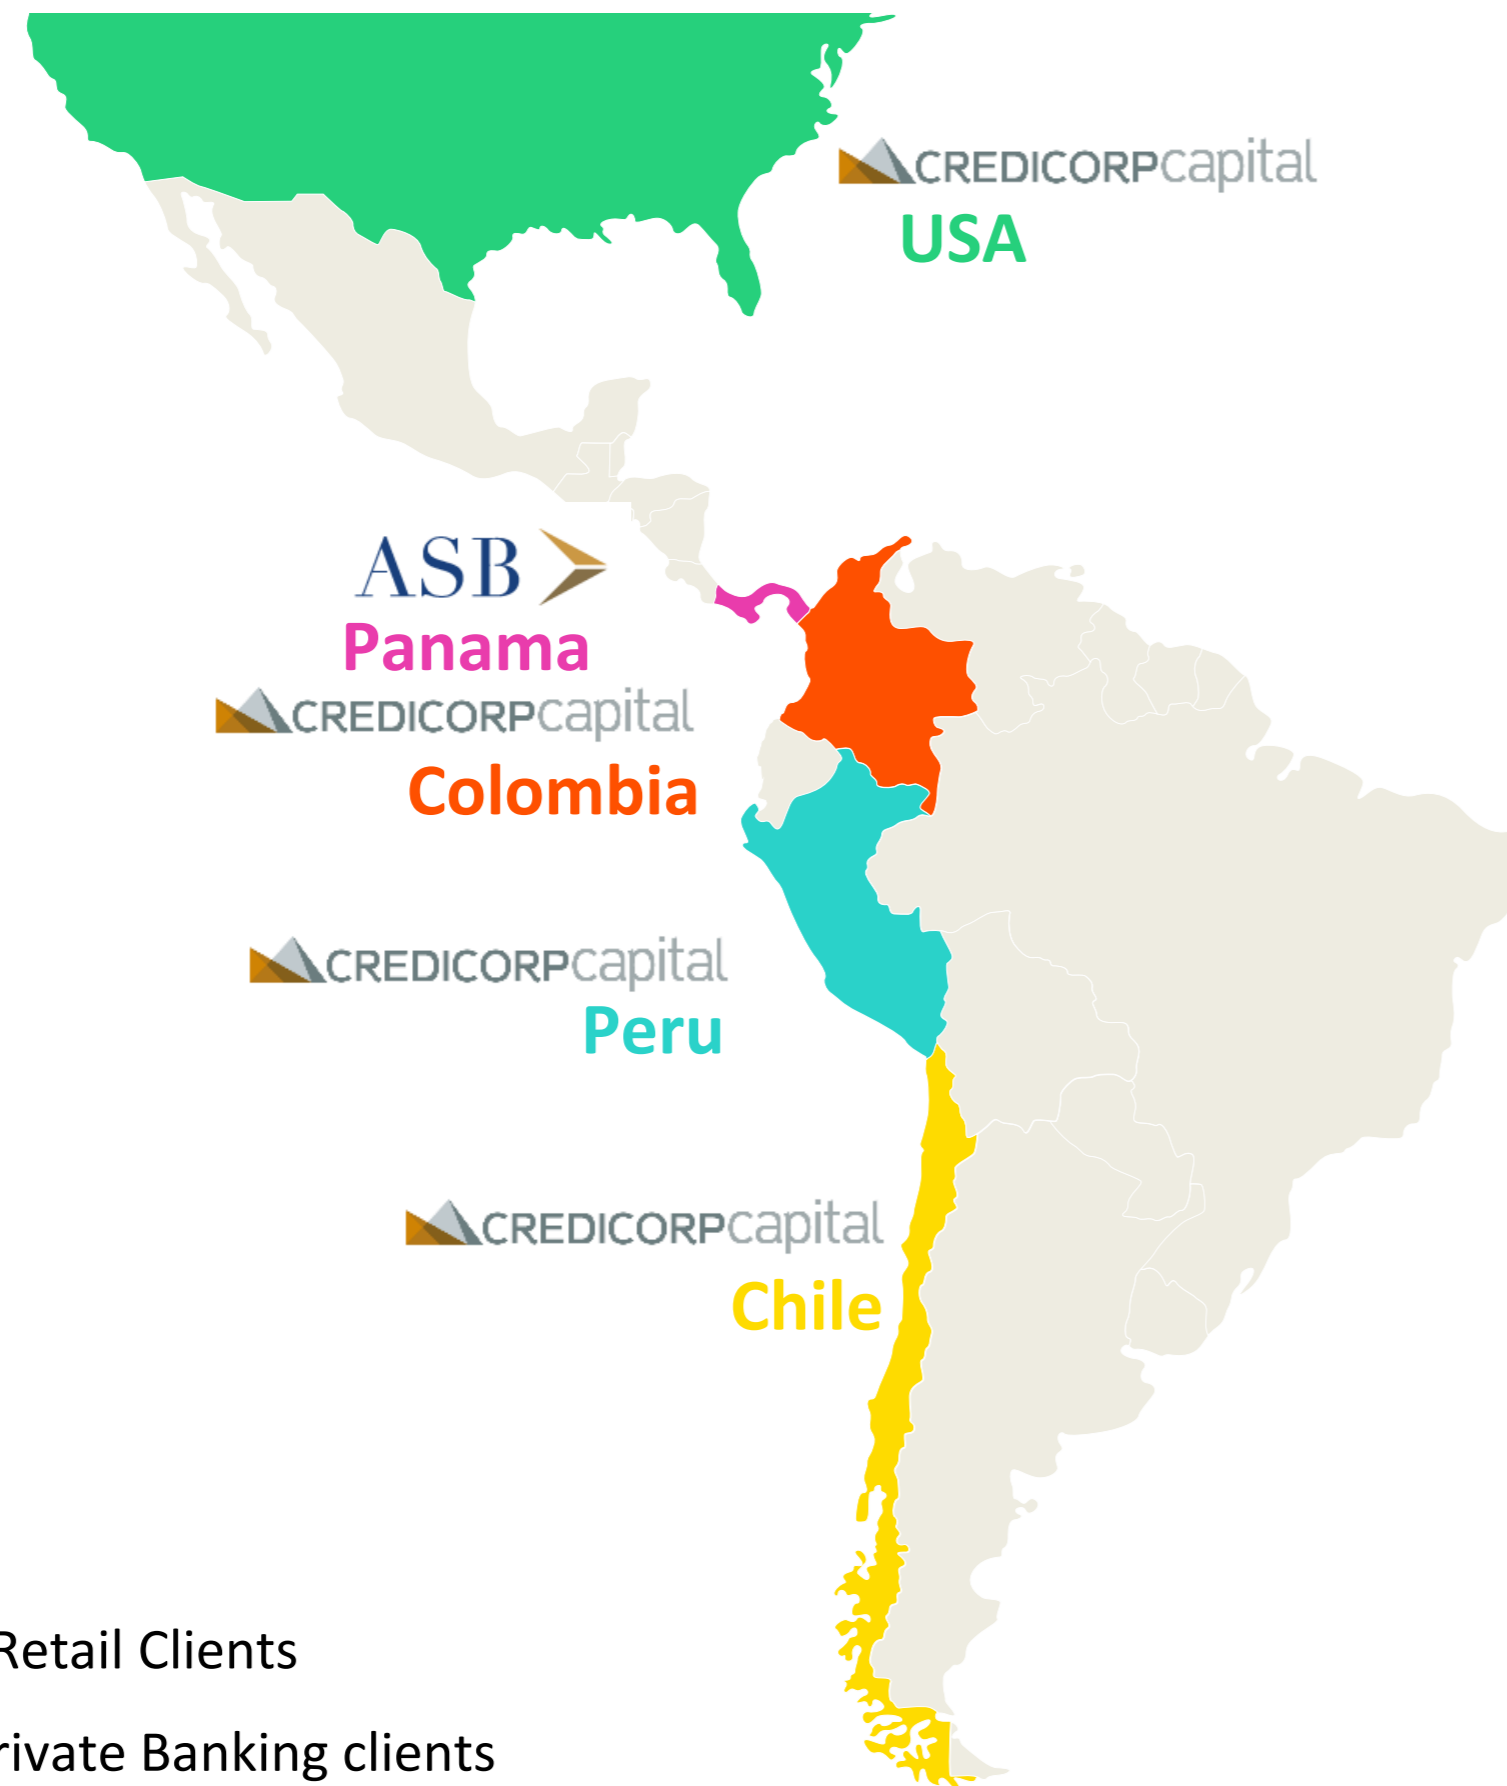 CREDICORPcapital
USA
ASB
Panama
CREDICORPcapital
Colombia
CREDICORPcapital
Peru
CREDICORPcapital
Chile
Retail Clients
rivate Banking clients